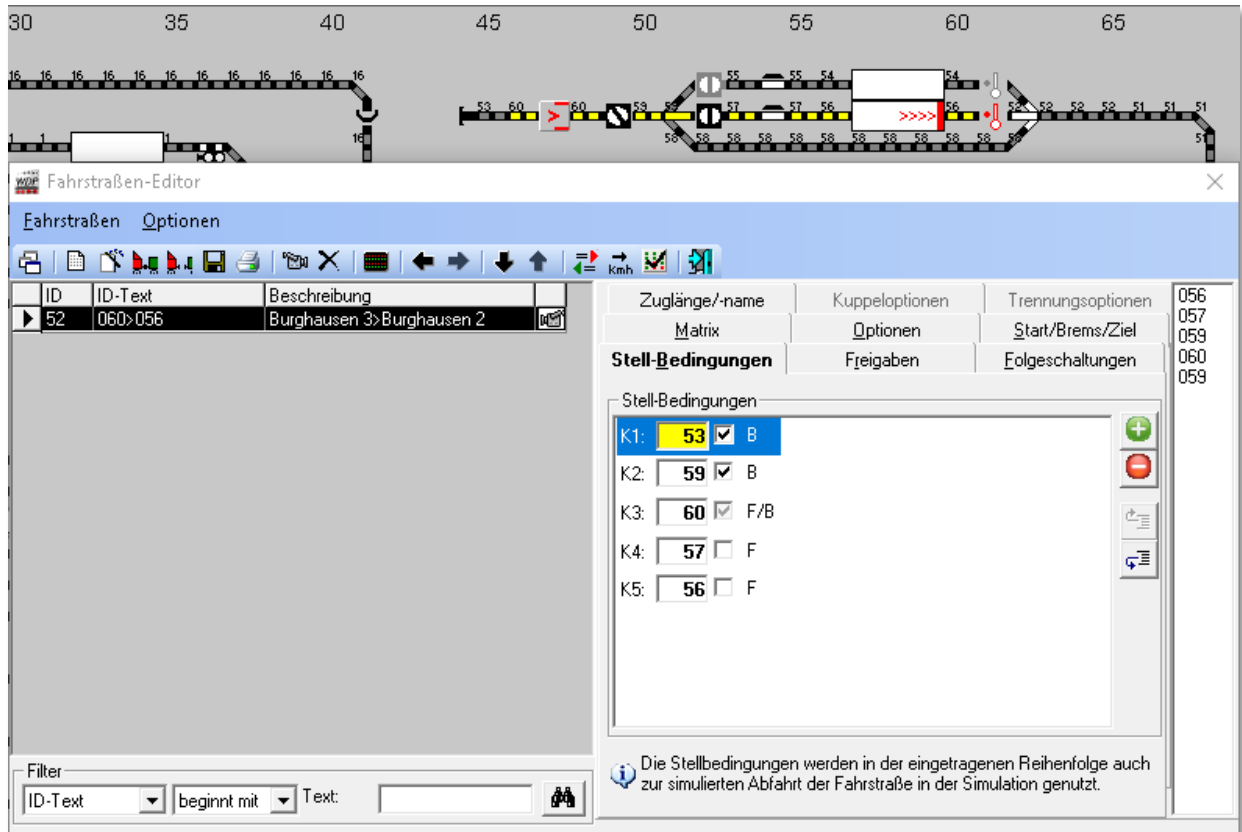 30 35 40 45 50 55 60 65
16 16 16 16 16 16 16 16 16 16 16 16
55 55 54 54
53 60 60 59 59 57 57 56 >>>> 56 52 52 52 52 51 51 51
1 1 1 16 58 58 58 58 58 58 58 58 58 58 58 51
WDP Fahrstraßen-Editor
Fahrstraßen Optionen
kmh
ID ID-Text Beschreibung
52 060>056 Burghausen 3>Burghausen 2
Zuglänge/-name Kuppeloptionen Trennungsoptionen
Matrix Optionen Start/Brems/Ziel
Stell-Bedingungen Freigaben Folgeschaltungen
056
057
059
060
059
Stell-Bedingungen
K1: 53 B
K2: 59 B
K3: 60 F/B
K4: 57 F
K5: 56 F
Die Stellbedingungen werden in der eingetragenen Reihenfolge auch
zur simulierten Abfahrt der Fahrstraße in der Simulation genutzt.
Filter
ID-Text beginnt mit Text: